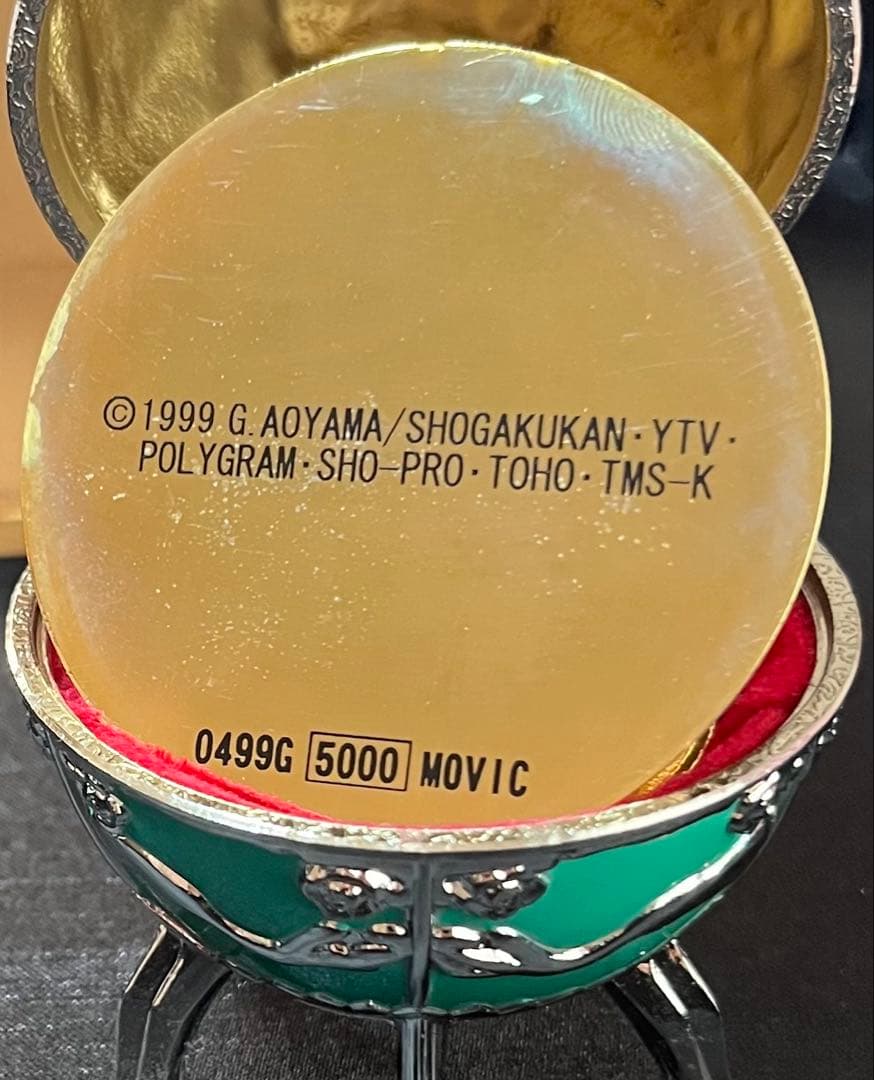 ©1999 G.AOYAMA/SHOGAKUKAN・YTV・
POLYGRAM・SHO-PRO・TOHO・TMS-K
0499G 5000 MOVIC